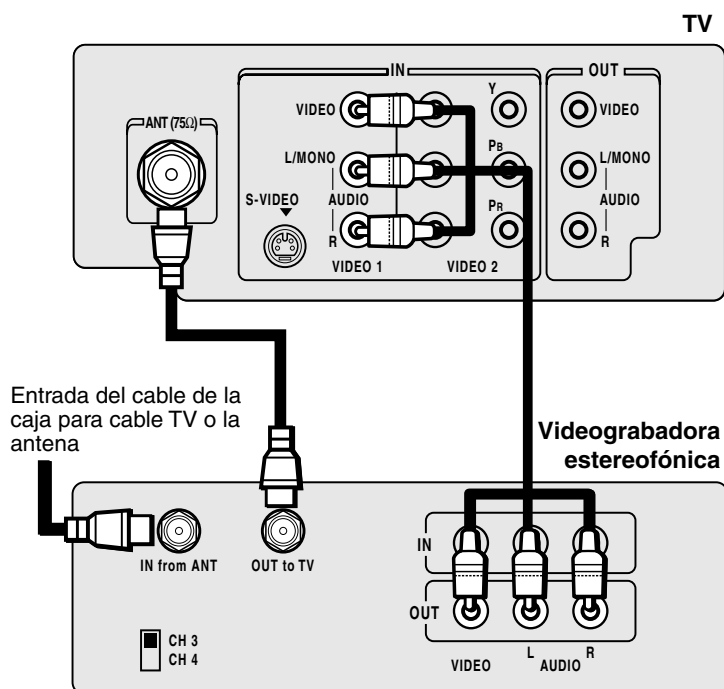 TV
IN
OUT
ANT (75Ω)
VIDEO
Y
VIDEO
L/MONO
PB
L/MONO
S-VIDEO
AUDIO
AUDIO
R
PR
R
VIDEO 1
VIDEO 2
Entrada del cable de la
caja para cable TV o la
antena
Videograbadora
estereofónica
IN from ANT
OUT to TV
IN
OUT
CH 3
CH 4
VIDEO
L
AUDIO
R